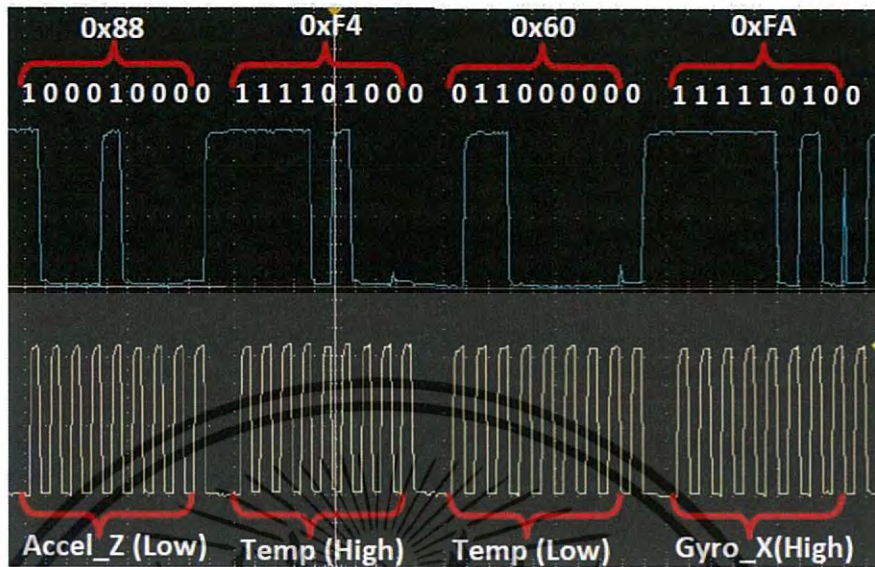 0x88 0xF4 0x60 0xFA
100010000 111101000 011000000 111110100
Accel_Z (Low) Temp (High) Temp (Low) Gyro_X(High)